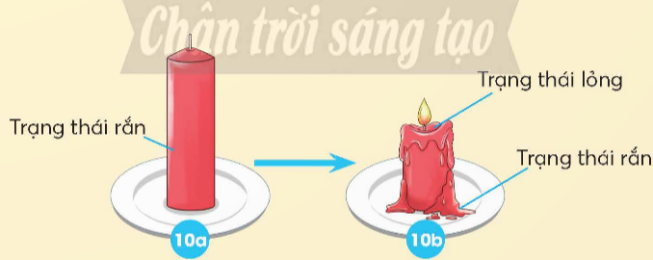 Chân trời sáng tạo
Trạng thái lỏng
Trạng thái rắn
Trạng thái rắn
10a
10b